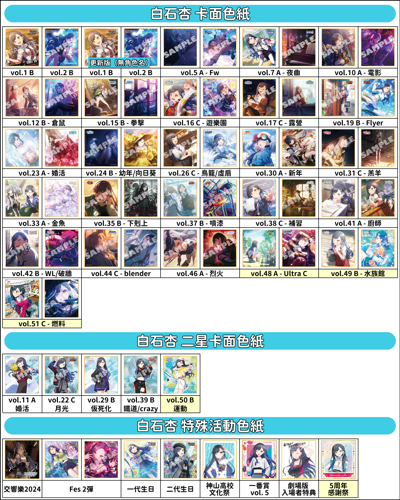 白石杏 卡面色紙
更新版（無角色名）
vol.1 B
vol.2 B
vol.1 B
vol.2 B
vol.5 A - Fw
vol.7 A - 夜曲
vol.10 A - 電影
vol.12 B - 倉鼠
vol.15 B - 拳擊
vol.16 C - 遊樂園
vol.17 C - 露營
vol.19 B - Flyer
vol.23 A - 婚活
vol.24 B - 幼年/向日葵
vol.26 C - 鳥籠/虛脂
vol.30 A - 新年
vol.31 C - 羔羊
vol.33 A - 金魚
vol.35 B - 下剋上
vol.37 B - 噴漆
vol.38 C - 補習
vol.41 A - 廚師
vol.42 B - WL/破繭
vol.44 C - blender
vol.46 A - 烈火
vol.48 A - Ultra C
vol.49 B - 水族館
vol.51 C - 燃料
白石杏 二星卡面色紙
vol.11 A
婚活
vol.22 C
月光
vol.29 B
仮死化
vol.39 B
鐵道/crazy
vol.50 B
運動
白石杏 特殊活動色紙
交響樂2024
Fes 2彈
一代生日
二代生日
神山高校
文化祭
一番賞
vol. 5
劇場版
入場者特典
5周年
感謝祭